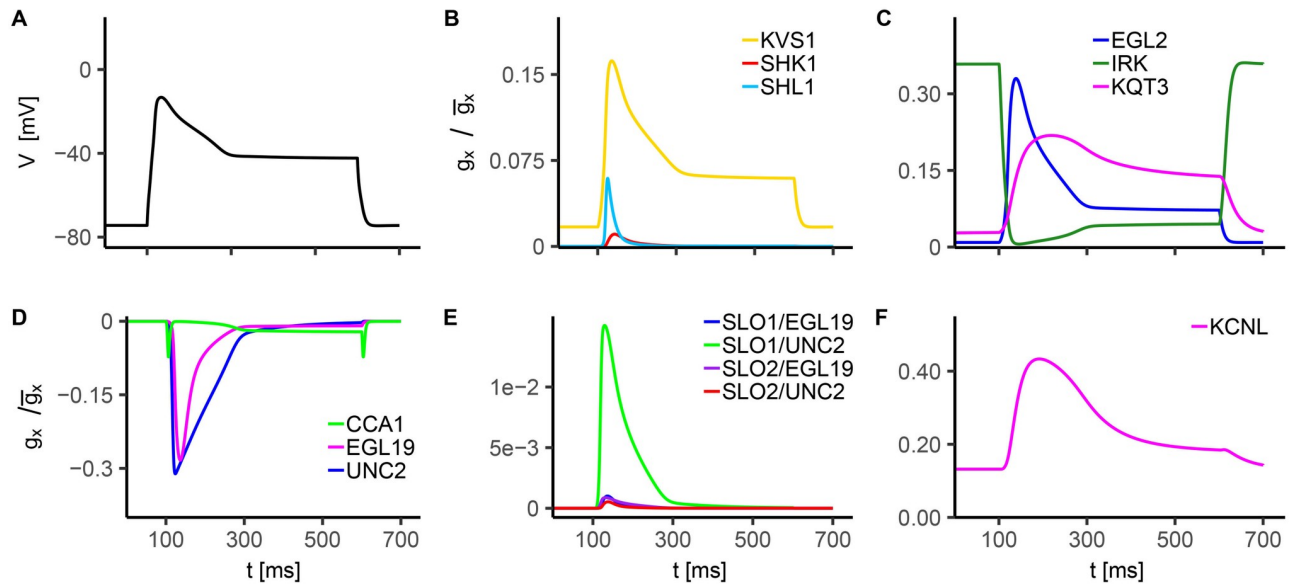 A
V [mV]
0
−40
−80
B
g_x / g̅_x
0.15
0.075
0
KVS1
SHK1
SHL1
C
0.30
0.15
0
EGL2
IRK
KQT3
D
g_x /g̅_x
0
−0.15
−0.3
CCA1
EGL19
UNC2
100 300 500 700
t [ms]
E
1e−2
5e−3
0
SLO1/EGL19
SLO1/UNC2
SLO2/EGL19
SLO2/UNC2
100 300 500 700
t [ms]
F
0.40
0.20
0.00
KCNL
100 300 500 700
t [ms]